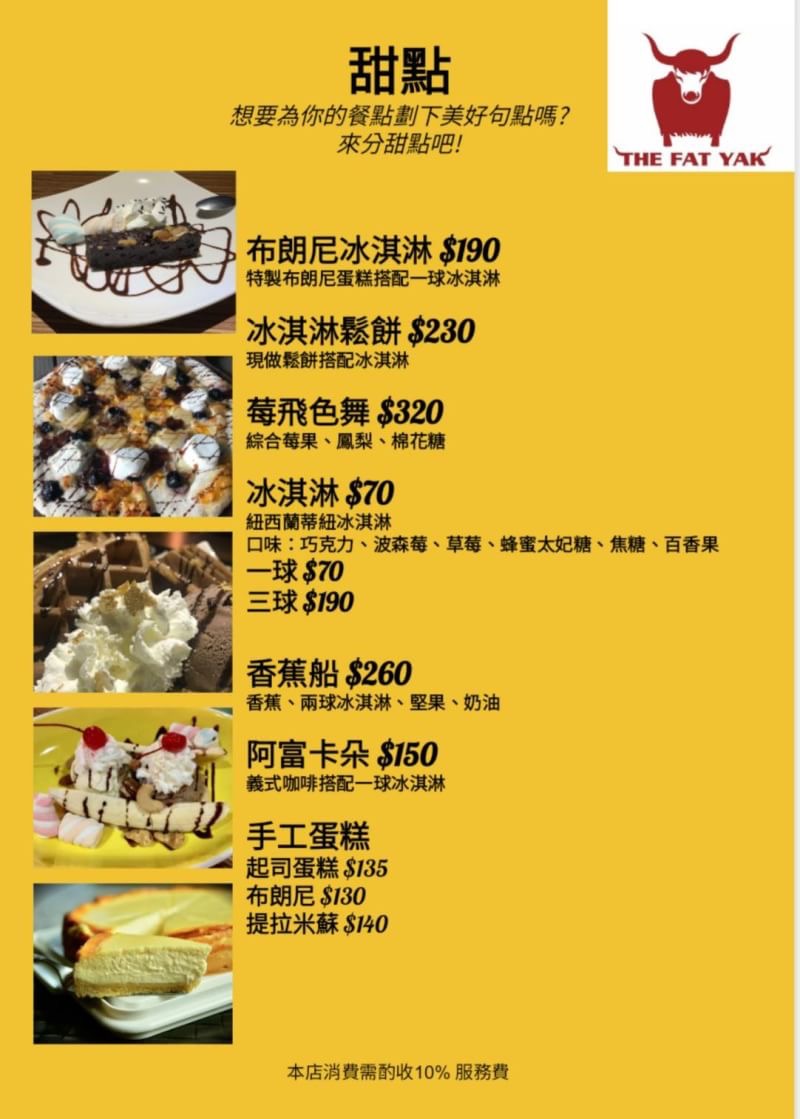 甜點
想要為你的餐點劃下美好句點嗎?
來分甜點吧!
THE FAT YAK
布朗尼冰淇淋 $190
特製布朗尼蛋糕搭配一球冰淇淋
冰淇淋鬆餅 $230
現做鬆餅搭配冰淇淋
莓飛色舞 $320
綜合莓果、鳳梨、棉花糖
冰淇淋 $70
紐西蘭蒂紐冰淇淋
口味：巧克力、波森莓、草莓、蜂蜜太妃糖、焦糖、百香果
一球 $70
三球 $190
香蕉船 $260
香蕉、兩球冰淇淋、堅果、奶油
阿富卡朵 $150
義式咖啡搭配一球冰淇淋
手工蛋糕
起司蛋糕 $135
布朗尼 $130
提拉米蘇 $140
本店消費需酌收10% 服務費